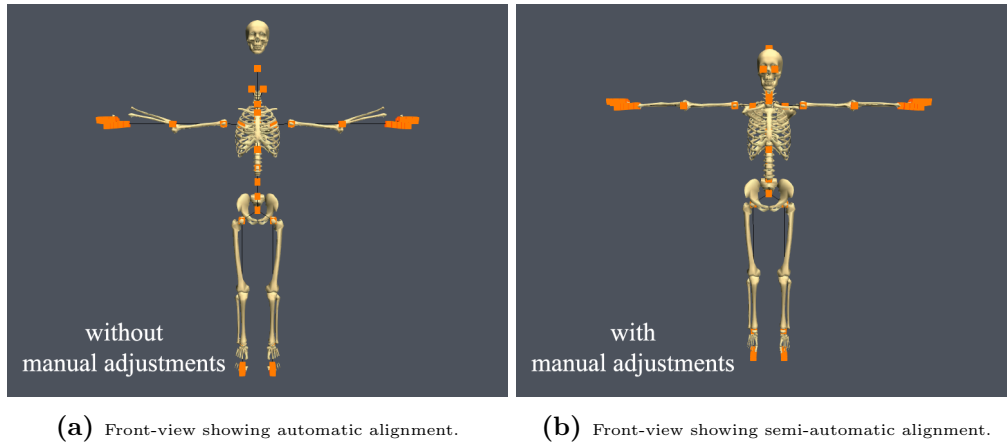 without
manual adjustments
with
manual adjustments
(a) Front-view showing automatic alignment.
(b) Front-view showing semi-automatic alignment.